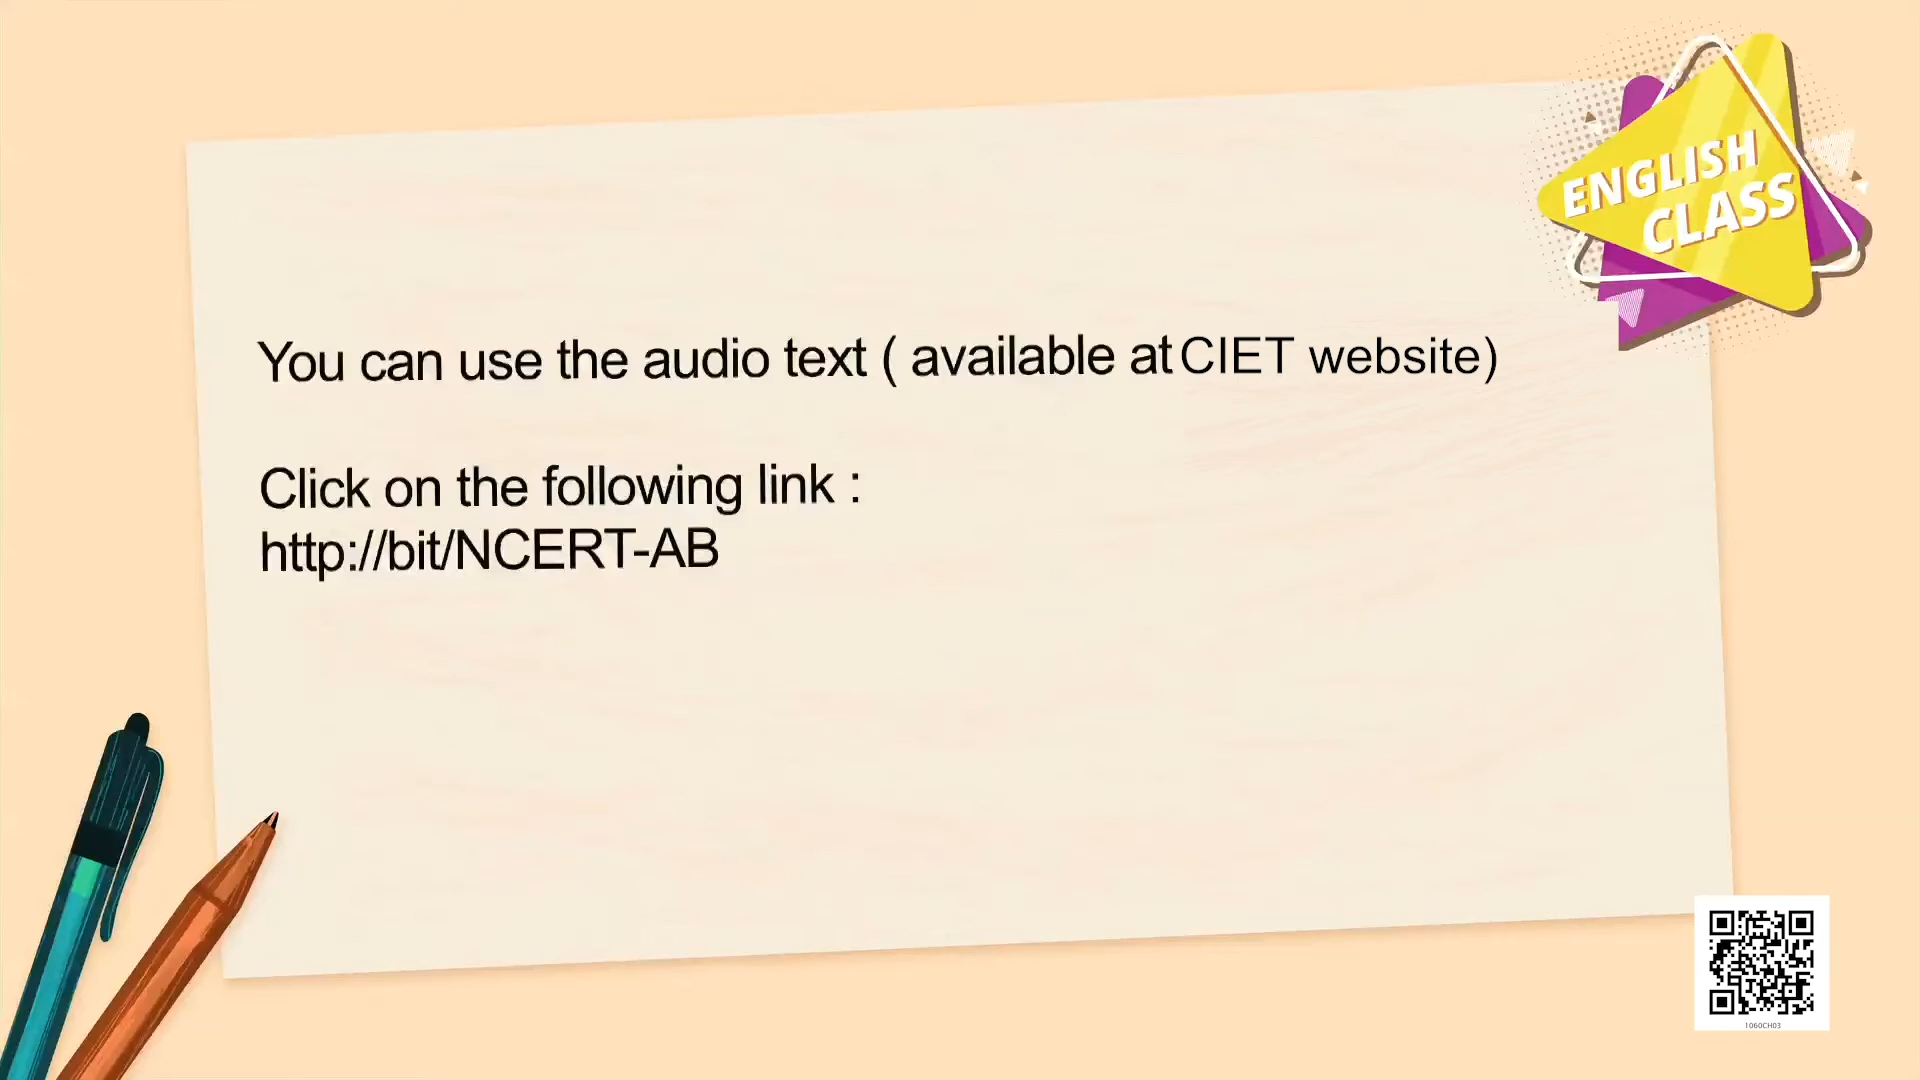 ENGLISH
CLASS
You can use the audio text ( available at CIET website)
Click on the following link :
http://bit/NCERT-AB
1060CH03